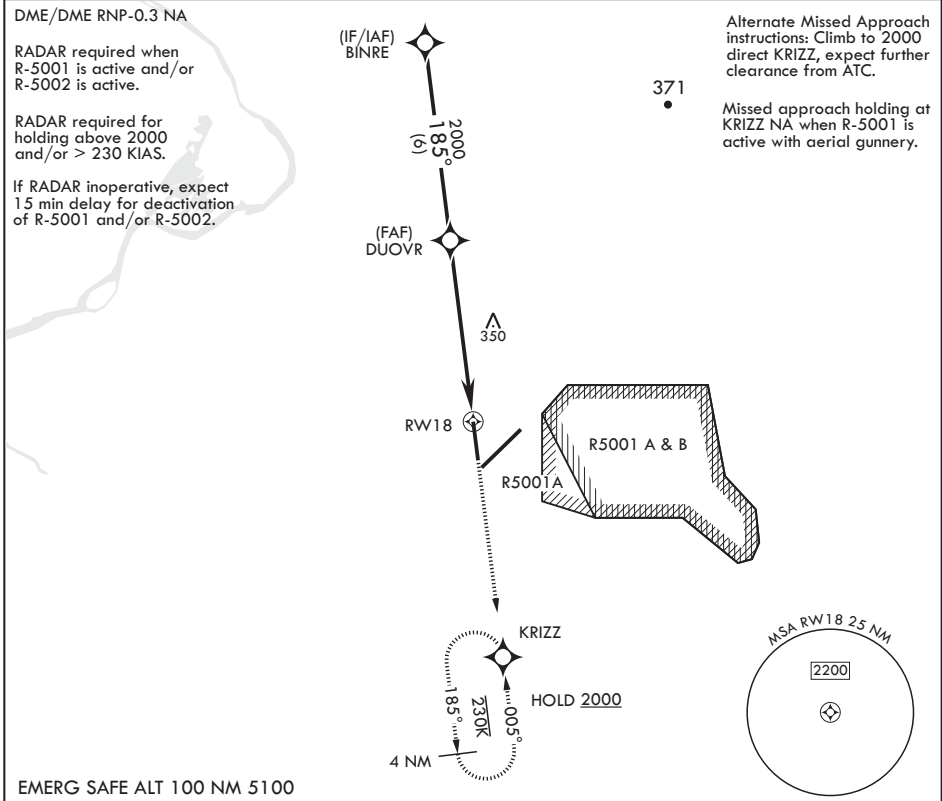 DME/DME RNP-0.3 NA
RADAR required when
R-5001 is active and/or
R-5002 is active.
RADAR required for
holding above 2000
and/or > 230 KIAS.
If RADAR inoperative, expect
15 min delay for deactivation
of R-5001 and/or R-5002.
(IF/IAF)
BINRE
Alternate Missed Approach
instructions: Climb to 2000
direct KRIZZ, expect further
clearance from ATC.
Missed approach holding at
KRIZZ NA when R-5001 is
active with aerial gunnery.
371
2000
185°
(6)
(FAF)
DUOVR
350
RW18
R5001 A & B
R5001A
KRIZZ
HOLD 2000
185°
230K
005°
4 NM
MSA RW18 25 NM
2200
EMERG SAFE ALT 100 NM 5100